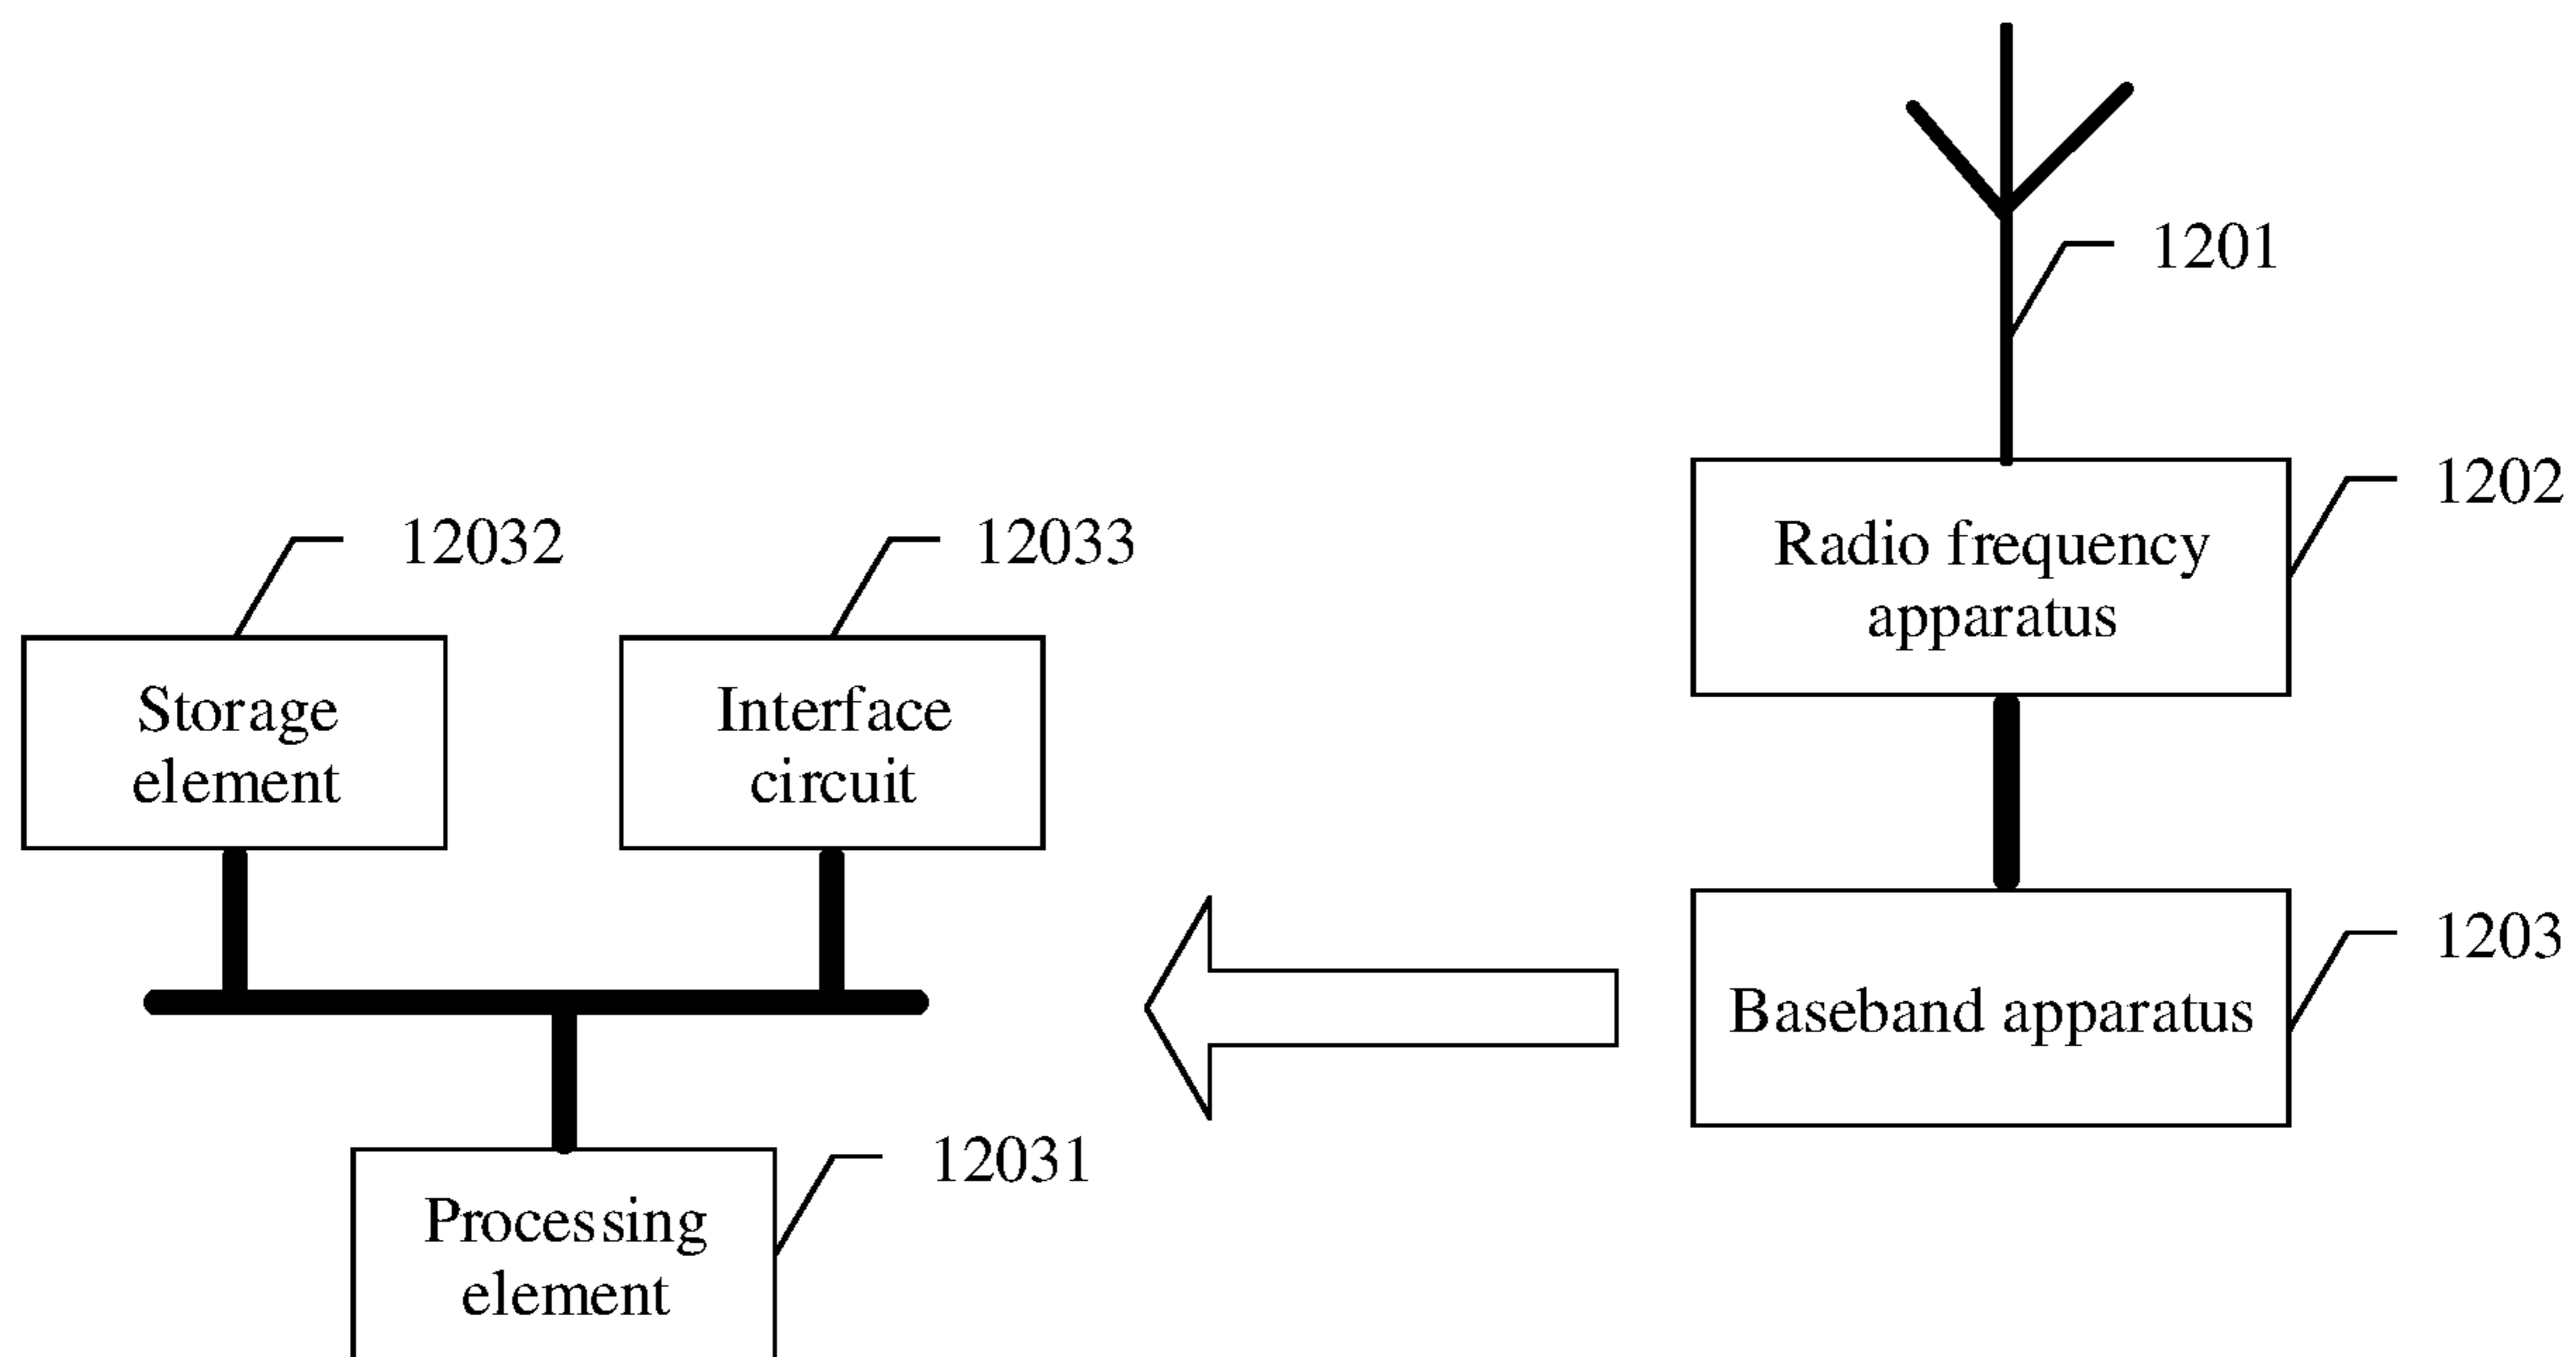 1201
1202
Radio frequency
apparatus
12032
12033
Storage
element
Interface
circuit
1203
Baseband apparatus
12031
Processing
element